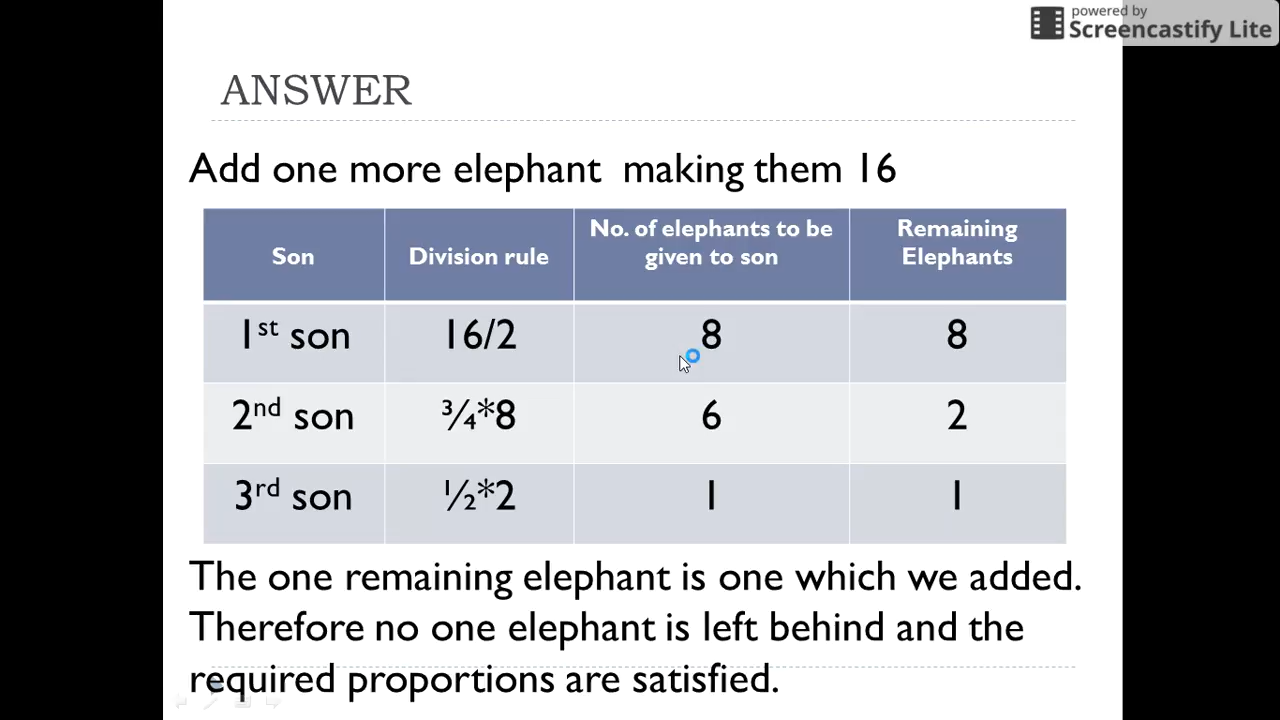 powered by
Screencastify Lite
ANSWER
Add one more elephant making them 16
Son Division rule No. of elephants to be given to son Remaining Elephants
1st son 16/2 8 8
2nd son ¾*8 6 2
3rd son ½*2 1 1
The one remaining elephant is one which we added.
Therefore no one elephant is left behind and the
required proportions are satisfied.